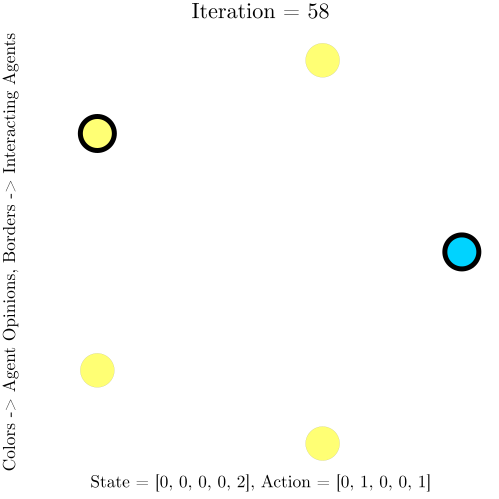 Iteration = 58
Colors -> Agent Opinions, Borders -> Interacting Agents
State = [0, 0, 0, 0, 2], Action = [0, 1, 0, 0, 1]